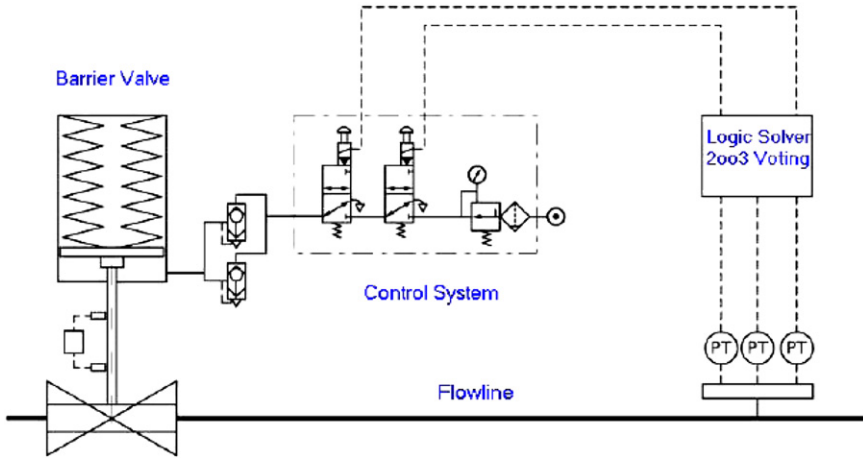 Barrier Valve
Logic Solver
2oo3 Voting
Control System
PT PT PT
Flowline